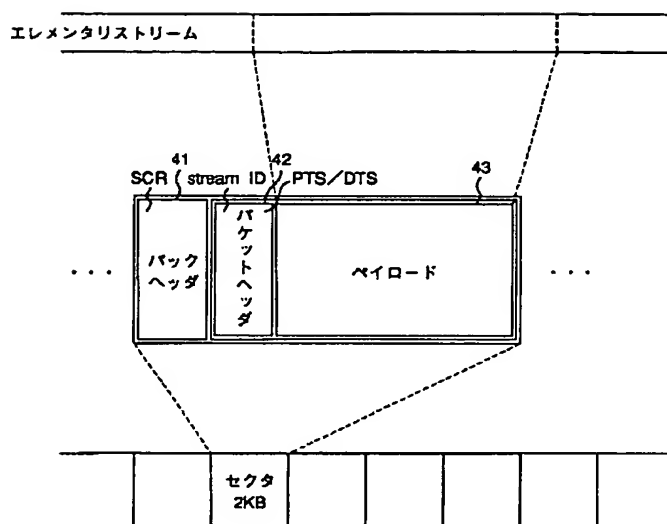 エレメンタリストリーム
41
42
43
SCR
stream ID
PTS/DTS
パック
ヘッダ
パケットヘッダ
ペイロード
...
...
セクタ
2KB